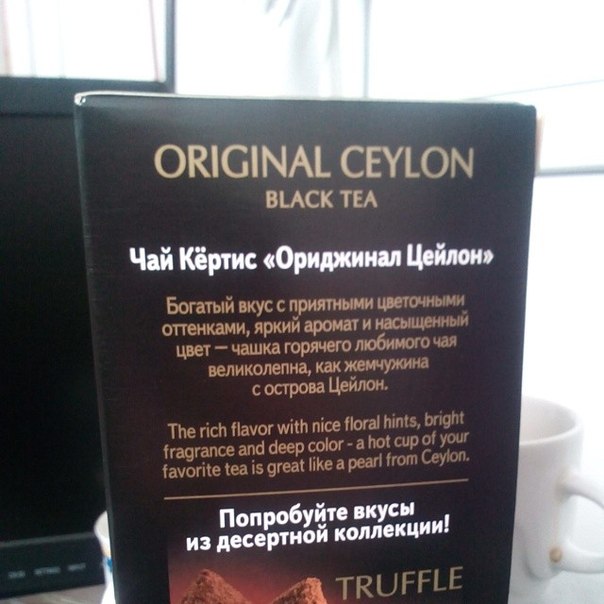 ORIGINAL CEYLON
BLACK TEA
Чай Кёртис «Ориджинал Цейлон»
Богатый вкус с приятными цветочными
оттенками, яркий аромат и насыщенный
цвет — чашка горячего любимого чая
великолепна, как жемчужина
с острова Цейлон.
The rich flavor with nice floral hints, bright
fragrance and deep color - a hot cup of your
favorite tea is great like a pearl from Ceylon.
Попробуйте вкусы
из десертной коллекции!
TRUFFLE